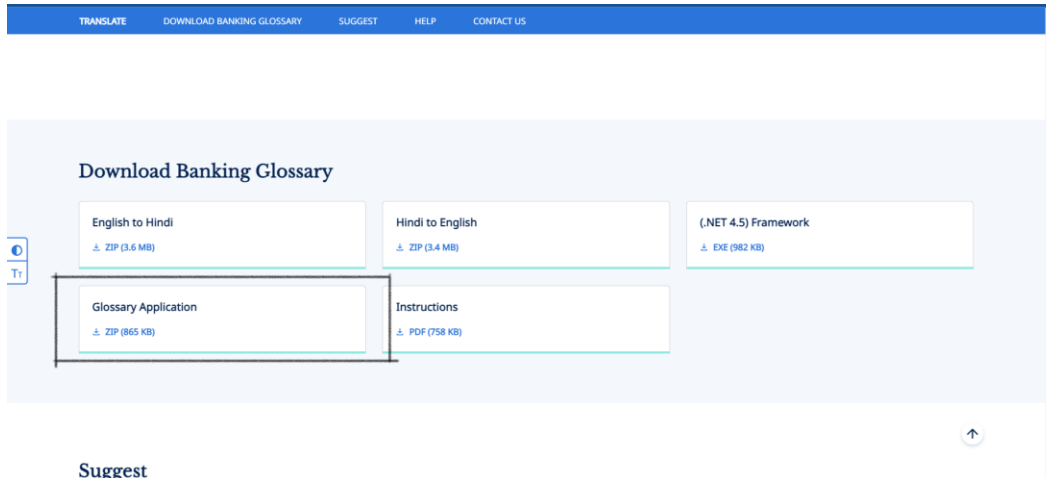 TRANSLATE DOWNLOAD BANKING GLOSSARY SUGGEST HELP CONTACT US
Download Banking Glossary
English to Hindi
ZIP (3.6 MB)
Hindi to English
ZIP (3.4 MB)
(.NET 4.5) Framework
EXE (982 KB)
Glossary Application
ZIP (865 KB)
Instructions
PDF (758 KB)
TT
Suggest